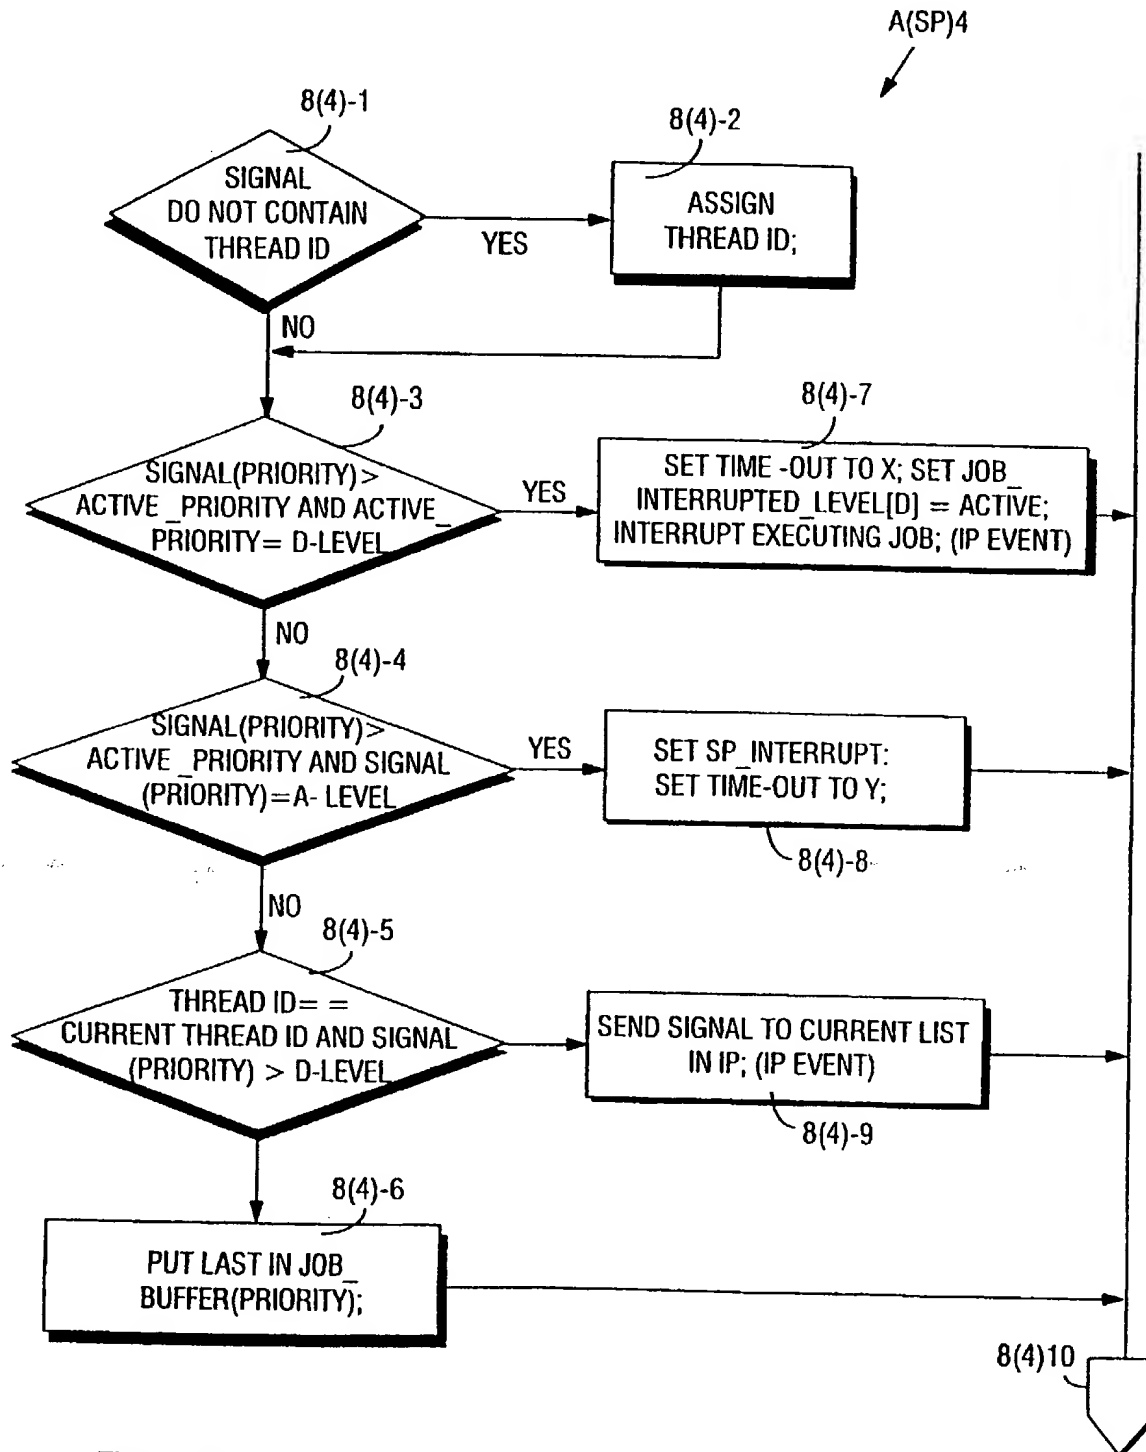 A(SP)4
8(4)-1
SIGNAL
DO NOT CONTAIN
THREAD ID
YES
8(4)-2
ASSIGN
THREAD ID;
NO
8(4)-3
SIGNAL(PRIORITY)>
ACTIVE_PRIORITY AND ACTIVE_
PRIORITY= D-LEVEL
YES
8(4)-7
SET TIME -OUT TO X; SET JOB_
INTERRUPTED_LEVEL[D] = ACTIVE;
INTERRUPT EXECUTING JOB; (IP EVENT)
NO
8(4)-4
SIGNAL(PRIORITY)>
ACTIVE_PRIORITY AND SIGNAL
(PRIORITY)=A- LEVEL
YES
SET SP_INTERRUPT:
SET TIME-OUT TO Y;
8(4)-8
NO
8(4)-5
THREAD ID= =
CURRENT THREAD ID AND SIGNAL
(PRIORITY) > D-LEVEL
SEND SIGNAL TO CURRENT LIST
IN IP; (IP EVENT)
8(4)-9
8(4)-6
PUT LAST IN JOB_
BUFFER(PRIORITY);
8(4)10